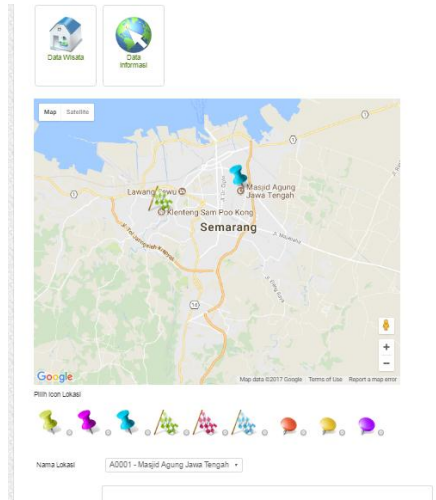 Data Wisata
Data
Informasi
Map Satellite
Lawang Sewu
Masjid Agung
Jawa Tengah
Klenteng Sam Poo Kong
Semarang
Google
Map data ©2017 Google Terms of Use Report a map error
Pilih Icon Lokasi
Nama Lokasi
A0001 - Masjid Agung Jawa Tengah